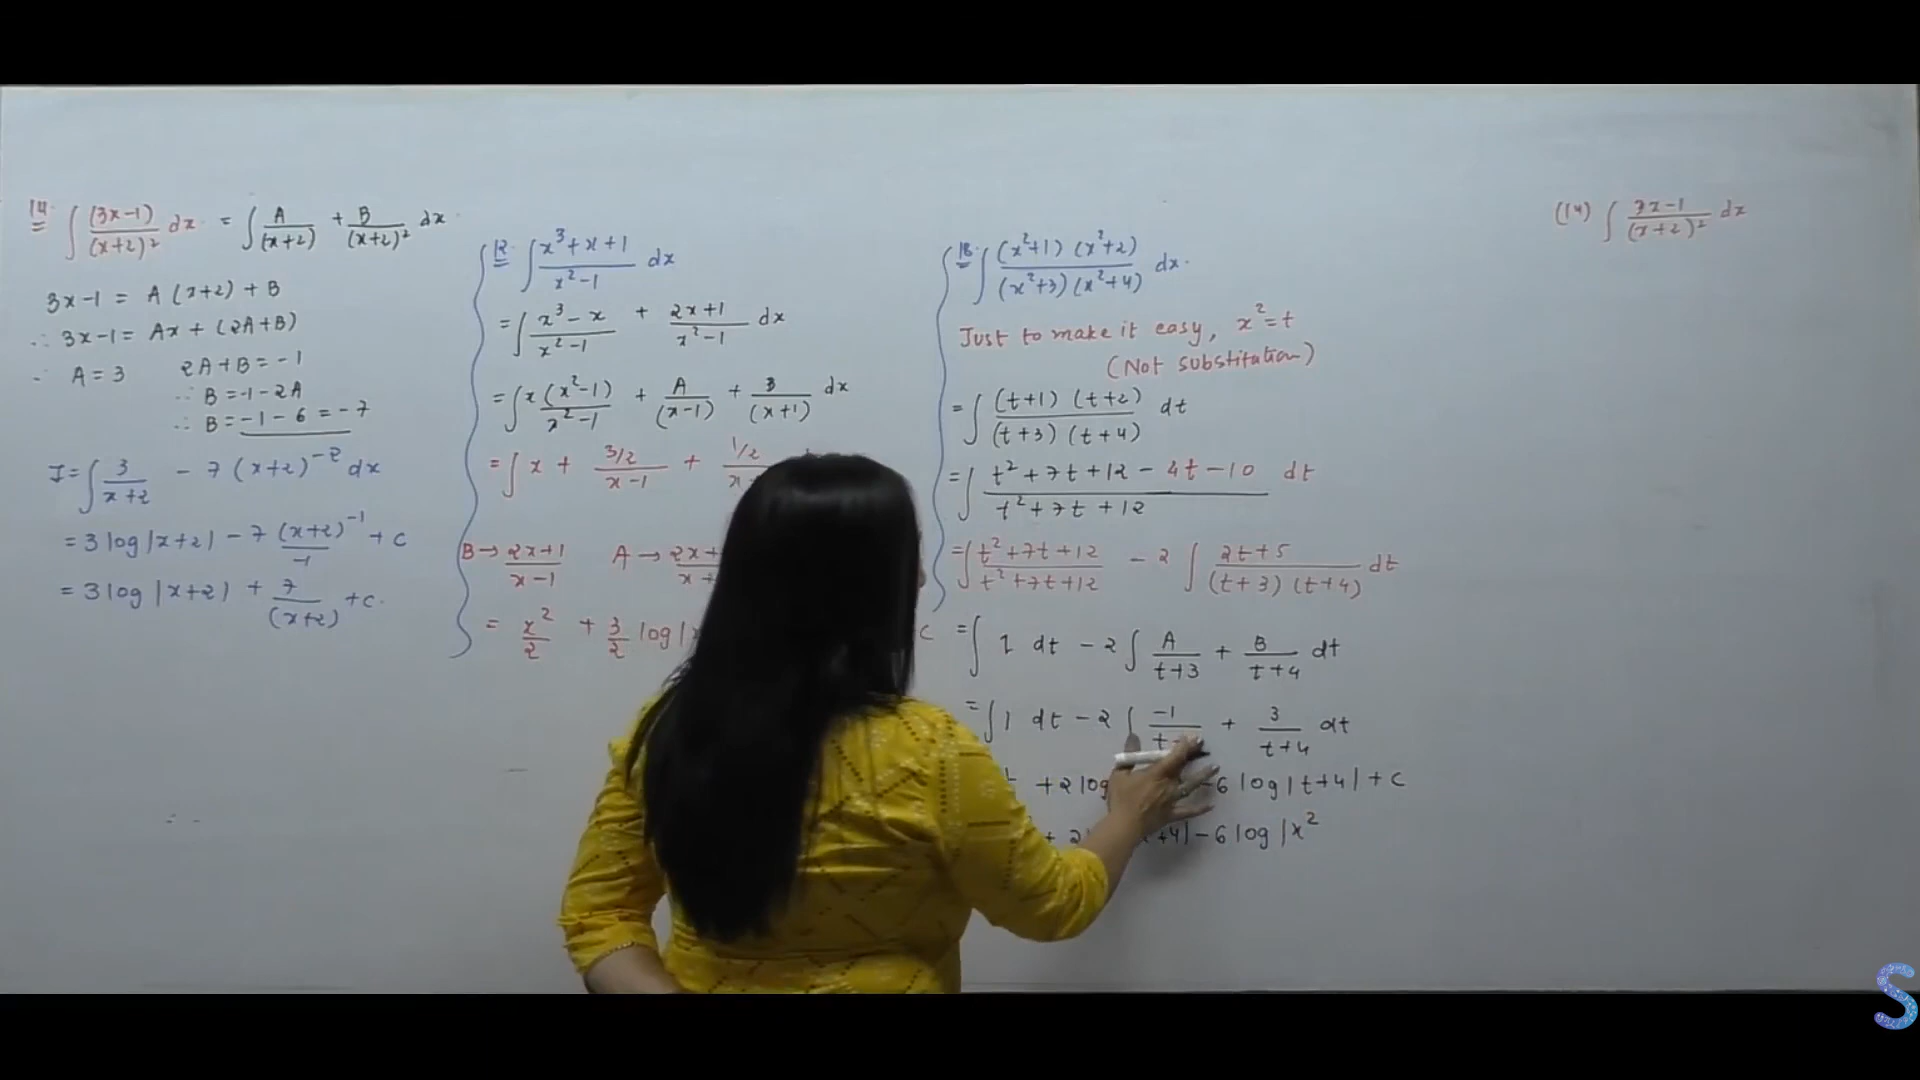 14. ∫ (3x-1)/(x+2)² dx = ∫ A/(x+2) + B/(x+2)² dx
3x-1 = A(x+2) + B
∴ 3x-1 = Ax + (2A+B)
∴ A = 3 2A+B = -1
∴ B = -1-2A
∴ B = -1-6 = -7
I = ∫ 3/(x+2) - 7(x+2)⁻² dx
= 3 log|x+2| - 7 (x+2)⁻¹/-1 + c
= 3 log|x+2| + 7/(x+2) + c.
12. ∫ (x³+x+1)/(x²-1) dx
= ∫ (x³-x)/(x²-1) + (2x+1)/(x²-1) dx
= ∫ x(x²-1)/(x²-1) + A/(x-1) + B/(x+1) dx
= ∫ x + (3/2)/(x-1) + (1/2)/(x
B → (2x+1)/(x-1) A → (2x+
= x²/2 + 3/2 log| c
18. ∫ (x²+1)(x²+2)/(x²+3)(x²+4) dx.
Just to make it easy, x²=t
(Not substitution)
= ∫ (t+1)(t+2)/(t+3)(t+4) dt
= ∫ (t²+7t+12-4t-10)/(t²+7t+12) dt
= ∫ (t²+7t+12)/(t²+7t+12) - 2 ∫ (2t+5)/(t+3)(t+4) dt
= ∫ 1 dt - 2 ∫ A/(t+3) + B/(t+4) dt
= ∫ 1 dt - 2 ∫ -1/t + 3/(t+4) dt
+ 2 log - 6 log|t+4| + c
+ 2 +4| - 6 log|x²
(14) ∫ (3x-1)/(x+2)² dx
S